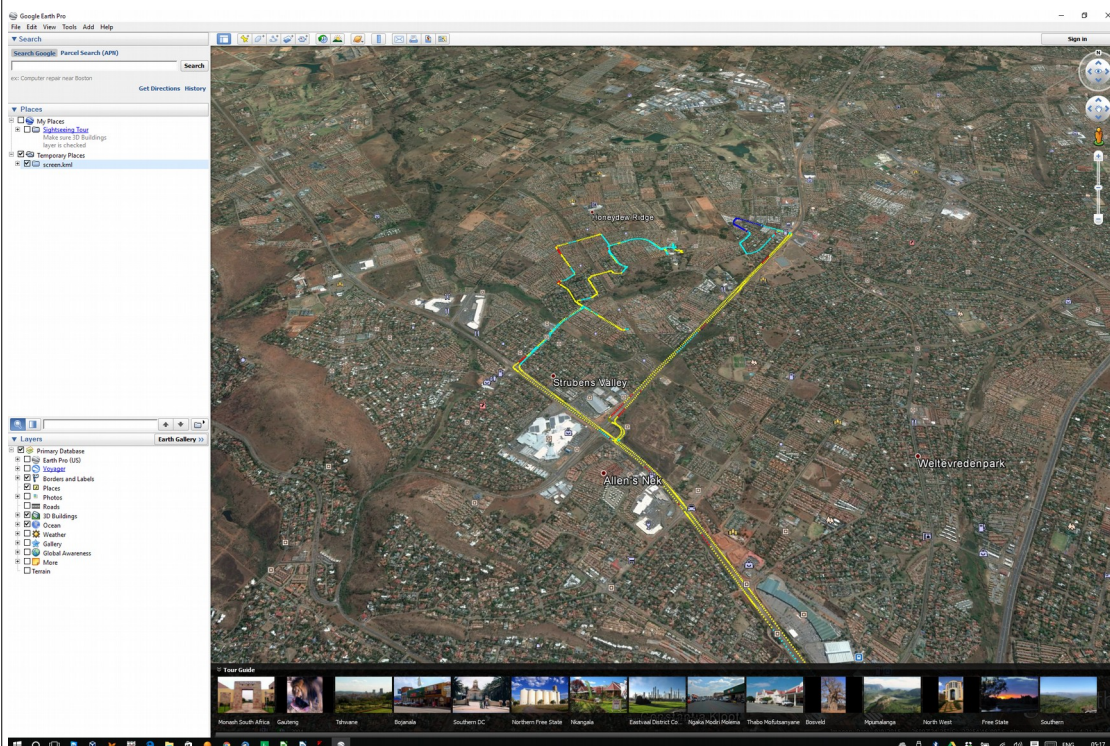 Google Earth Pro
File Edit View Tools Add Help
▼ Search
Search Google Parcel Search (APN)
Search
ex: Computer repair near Boston
Get Directions History
▼ Places
My Places
Sightseeing Tour
Make sure 3D Buildings
layer is checked
Temporary Places
screen.kml
▼ Layers
Earth Gallery >>
Primary Database
Earth Pro (US)
Voyager
Borders and Labels
Places
Photos
Roads
3D Buildings
Ocean
Weather
Gallery
Global Awareness
More
Terrain
Sign in
N
Honeydew Ridge
Strubens Valley
Allen's Nek
Weltevredenpark
Tour Guide
Monash South Africa
Gauteng
Tshwane
Bojanala
Southern DC
Northern Free State
Nkangala
Eastvaal District Co...
Ngaka Modiri Molema
Thabo Mofutsanyane
Bosveld
Mpumalanga
North West
Free State
Southern
ENG 05:17